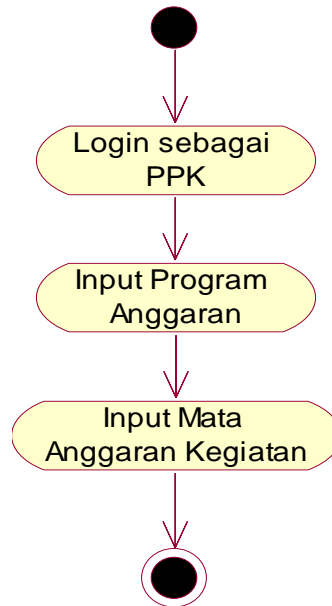 Login sebagai
PPK
Input Program
Anggaran
Input Mata
Anggaran Kegiatan